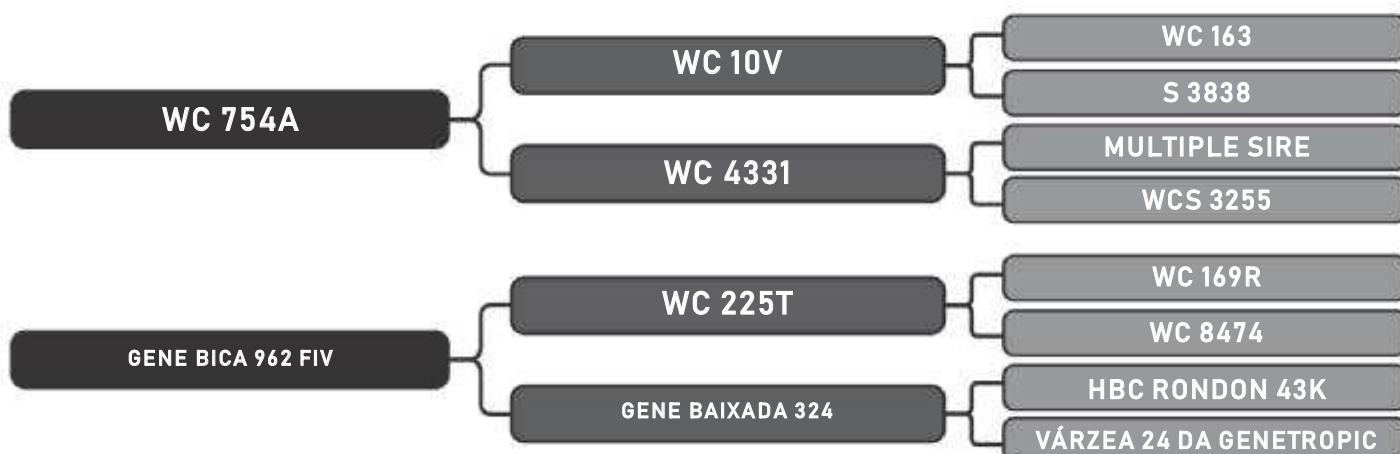 WC 754A
WC 10V
WC 163
S 3838
WC 4331
MULTIPLE SIRE
WCS 3255
GENE BICA 962 FIV
WC 225T
WC 169R
WC 8474
GENE BAIXADA 324
HBC RONDON 43K
VÁRZEA 24 DA GENETROPIC